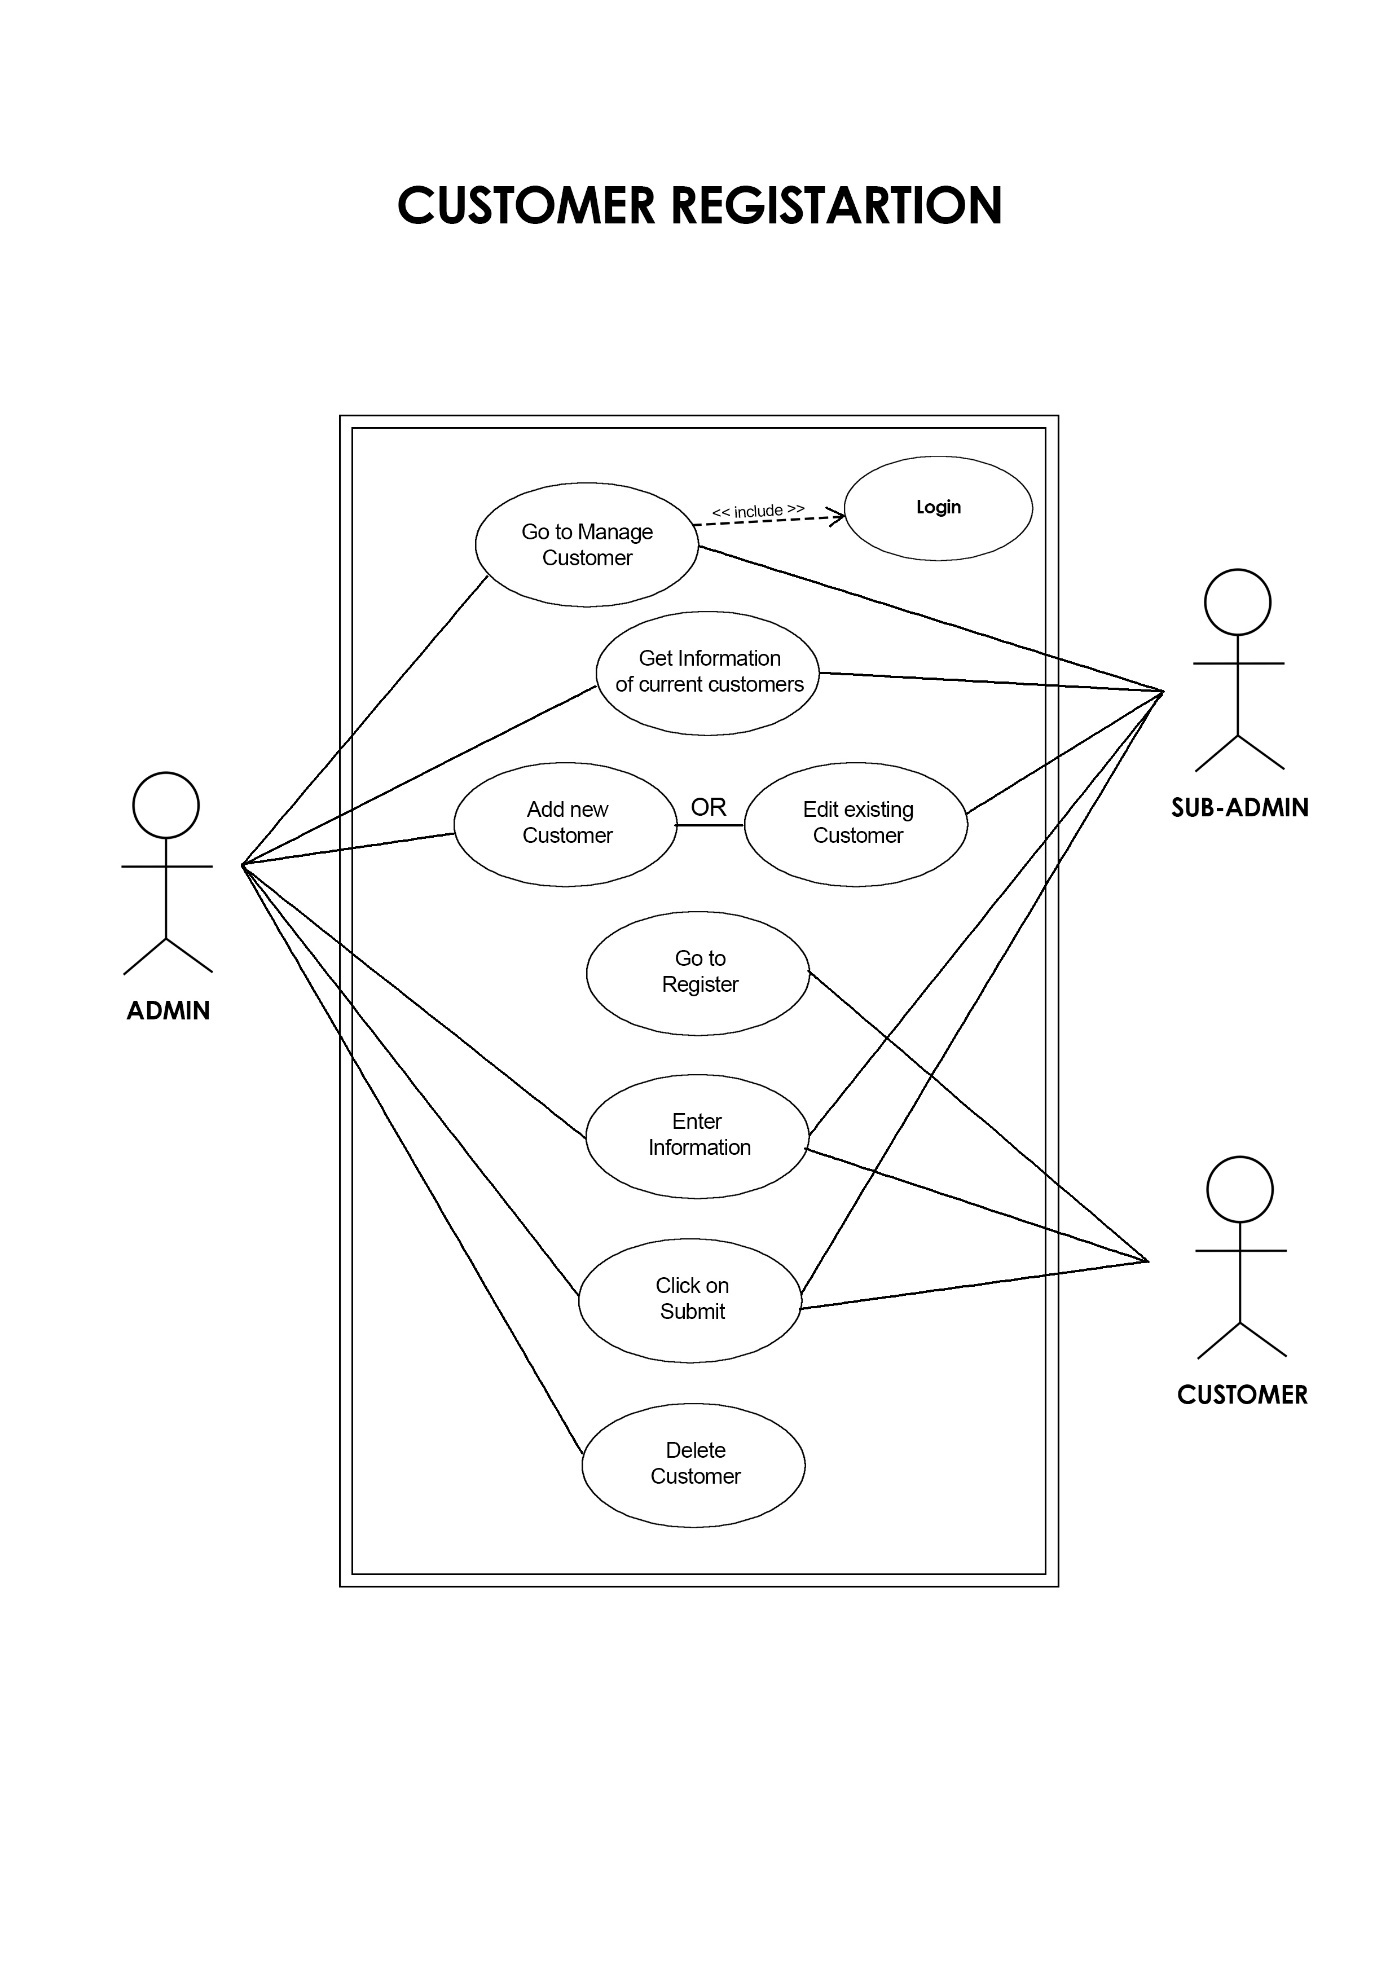 CUSTOMER REGISTARTION
Login
<< include >>
Go to Manage
Customer
Get Information
of current customers
SUB-ADMIN
Add new
Customer
OR
Edit existing
Customer
Go to
Register
ADMIN
Enter
Information
Click on
Submit
CUSTOMER
Delete
Customer